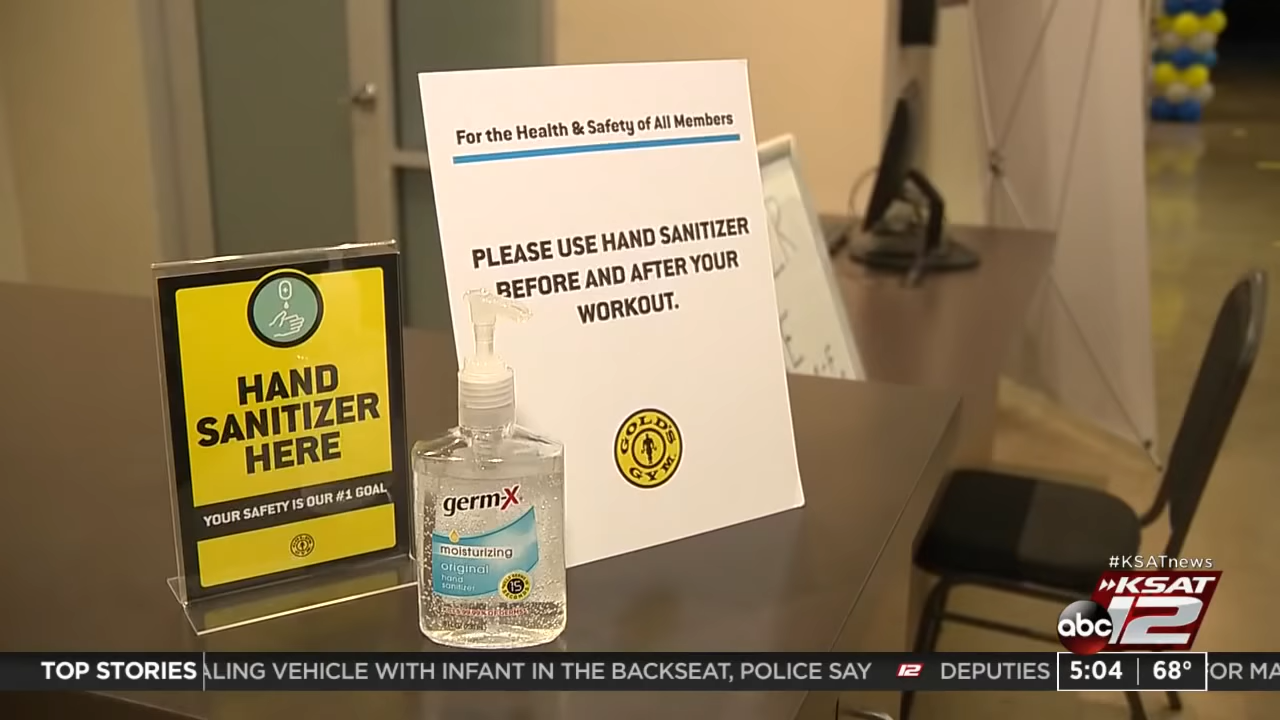 For the Health & Safety of All Members
PLEASE USE HAND SANITIZER
BEFORE AND AFTER YOUR
WORKOUT.
GOLD'S
GYM
HAND
SANITIZER
HERE
YOUR SAFETY IS OUR #1 GOAL
germ-X
moisturizing
original
hand
sanitizer
15
#KSATnews
KSAT
abc 12
TOP STORIES ALING VEHICLE WITH INFANT IN THE BACKSEAT, POLICE SAY 12 DEPUTIES 5:04 68° FOR MA